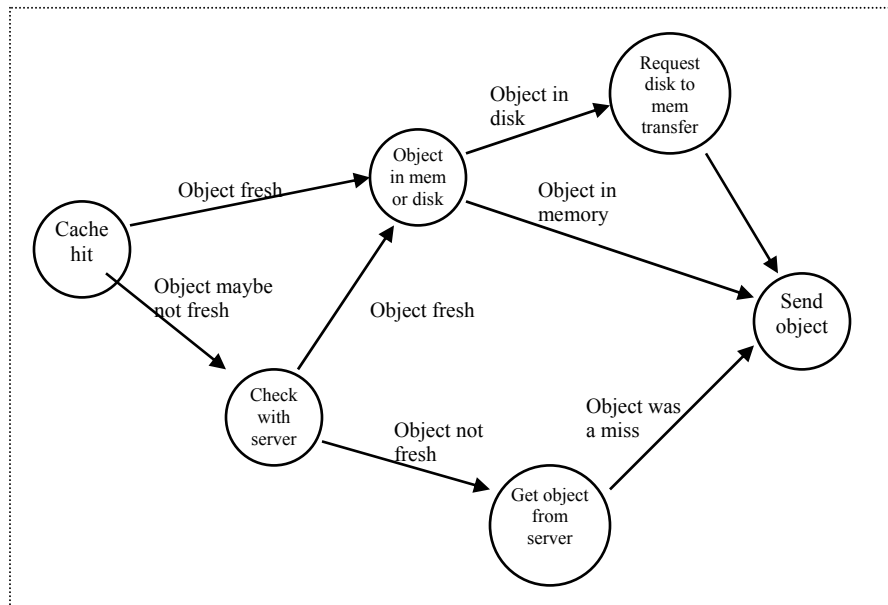 Request
disk to
mem
transfer
Object in
disk
Object
in mem
or disk
Object fresh
Object in
memory
Cache
hit
Object maybe
not fresh
Object fresh
Send
object
Check
with
server
Object was
a miss
Object not
fresh
Get object
from
server